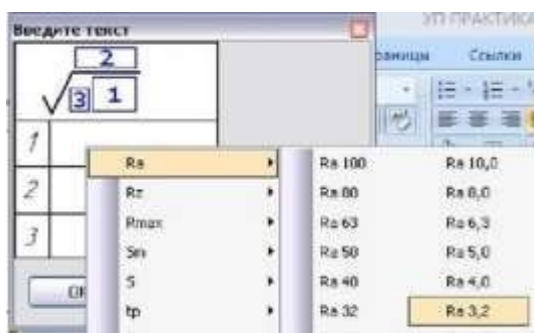 Введите текст
УП ПРАКТИКА
Ссылки
2
3 1
1
2
3
Ra Ra 100 Ra 10,0
Rz Ra 80 Ra 8,0
Rmax Ra 63 Ra 6,3
Sm Ra 50 Ra 5,0
S Ra 40 Ra 4,0
tp Ra 32 Ra 3,2